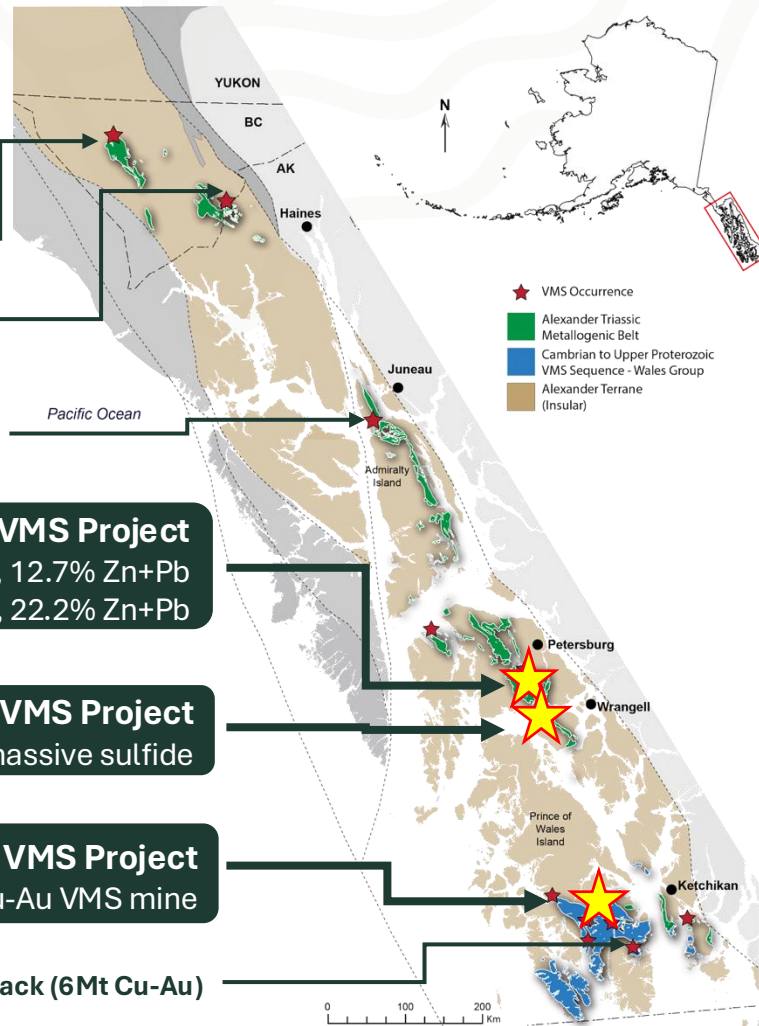 YUKON
BC
N
AK
Haines
VMS Occurrence
Alexander Triassic
Metallogenic Belt
Cambrian to Upper Proterozoic
VMS Sequence - Wales Group
Alexander Terrane
(Insular)
Juneau
Pacific Ocean
Admiralty
Island
VMS Project
, 12.7% Zn+Pb
, 22.2% Zn+Pb
Petersburg
Wrangell
VMS Project
massive sulfide
Prince of
Wales
Island
VMS Project
u-Au VMS mine
Ketchikan
ack (6Mt Cu-Au)
0 100 200
Km